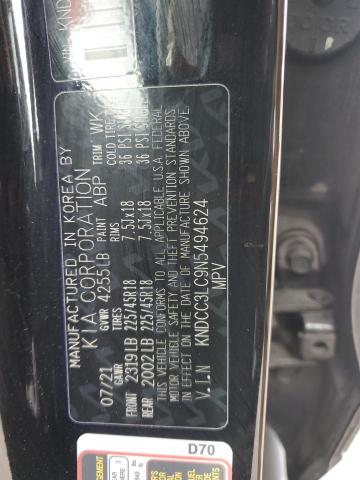 VIN KND
MANUFACTURED IN KOREA BY
KIA CORPORATION
07/21 GVWR 4255LB PAINT ABP TRIM WK
GAWR TIRES RIMS COLD TIRE
FRONT 2319LB 225/45R18 7.5JX18 36 PSI
REAR 2002LB 225/45R18 7.5JX18 36 PSI
THIS VEHICLE CONFORMS TO ALL APPLICABLE U.S.A FEDERAL
MOTOR VEHICLE SAFETY AND THEFT PREVENTION STANDARDS
IN EFFECT ON THE DATE OF MANUFACTURE SHOWN ABOVE.
V.I.N KNDCC3LC9N5494624
MPV
D70